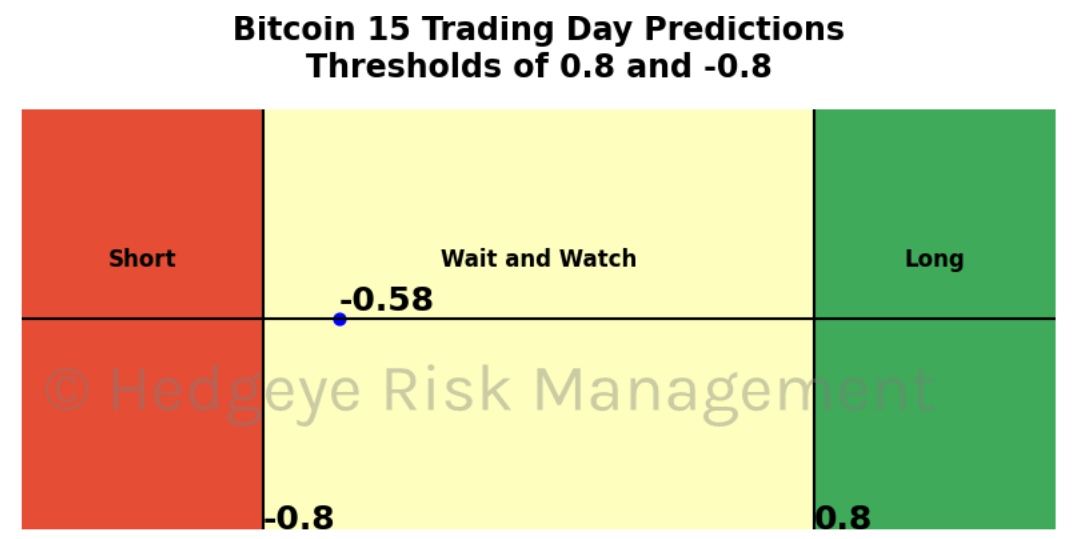 Bitcoin 15 Trading Day Predictions
Thresholds of 0.8 and -0.8
Short
Wait and Watch
Long
-0.58
© Hedgeye Risk Management
-0.8
0.8